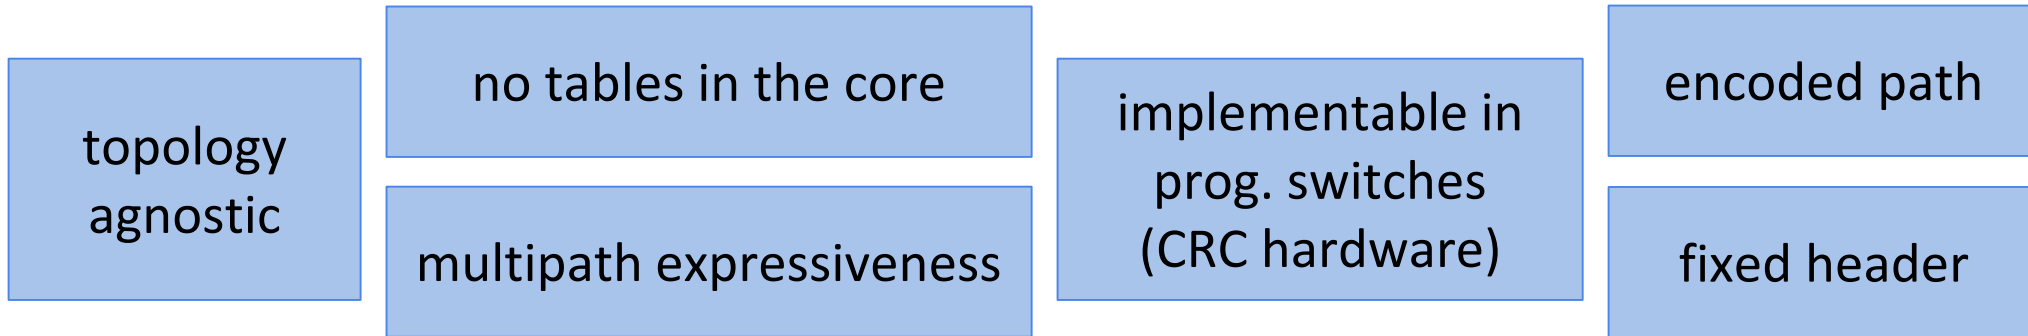 topology
agnostic
no tables in the core
multipath expressiveness
implementable in
prog. switches
(CRC hardware)
encoded path
fixed header